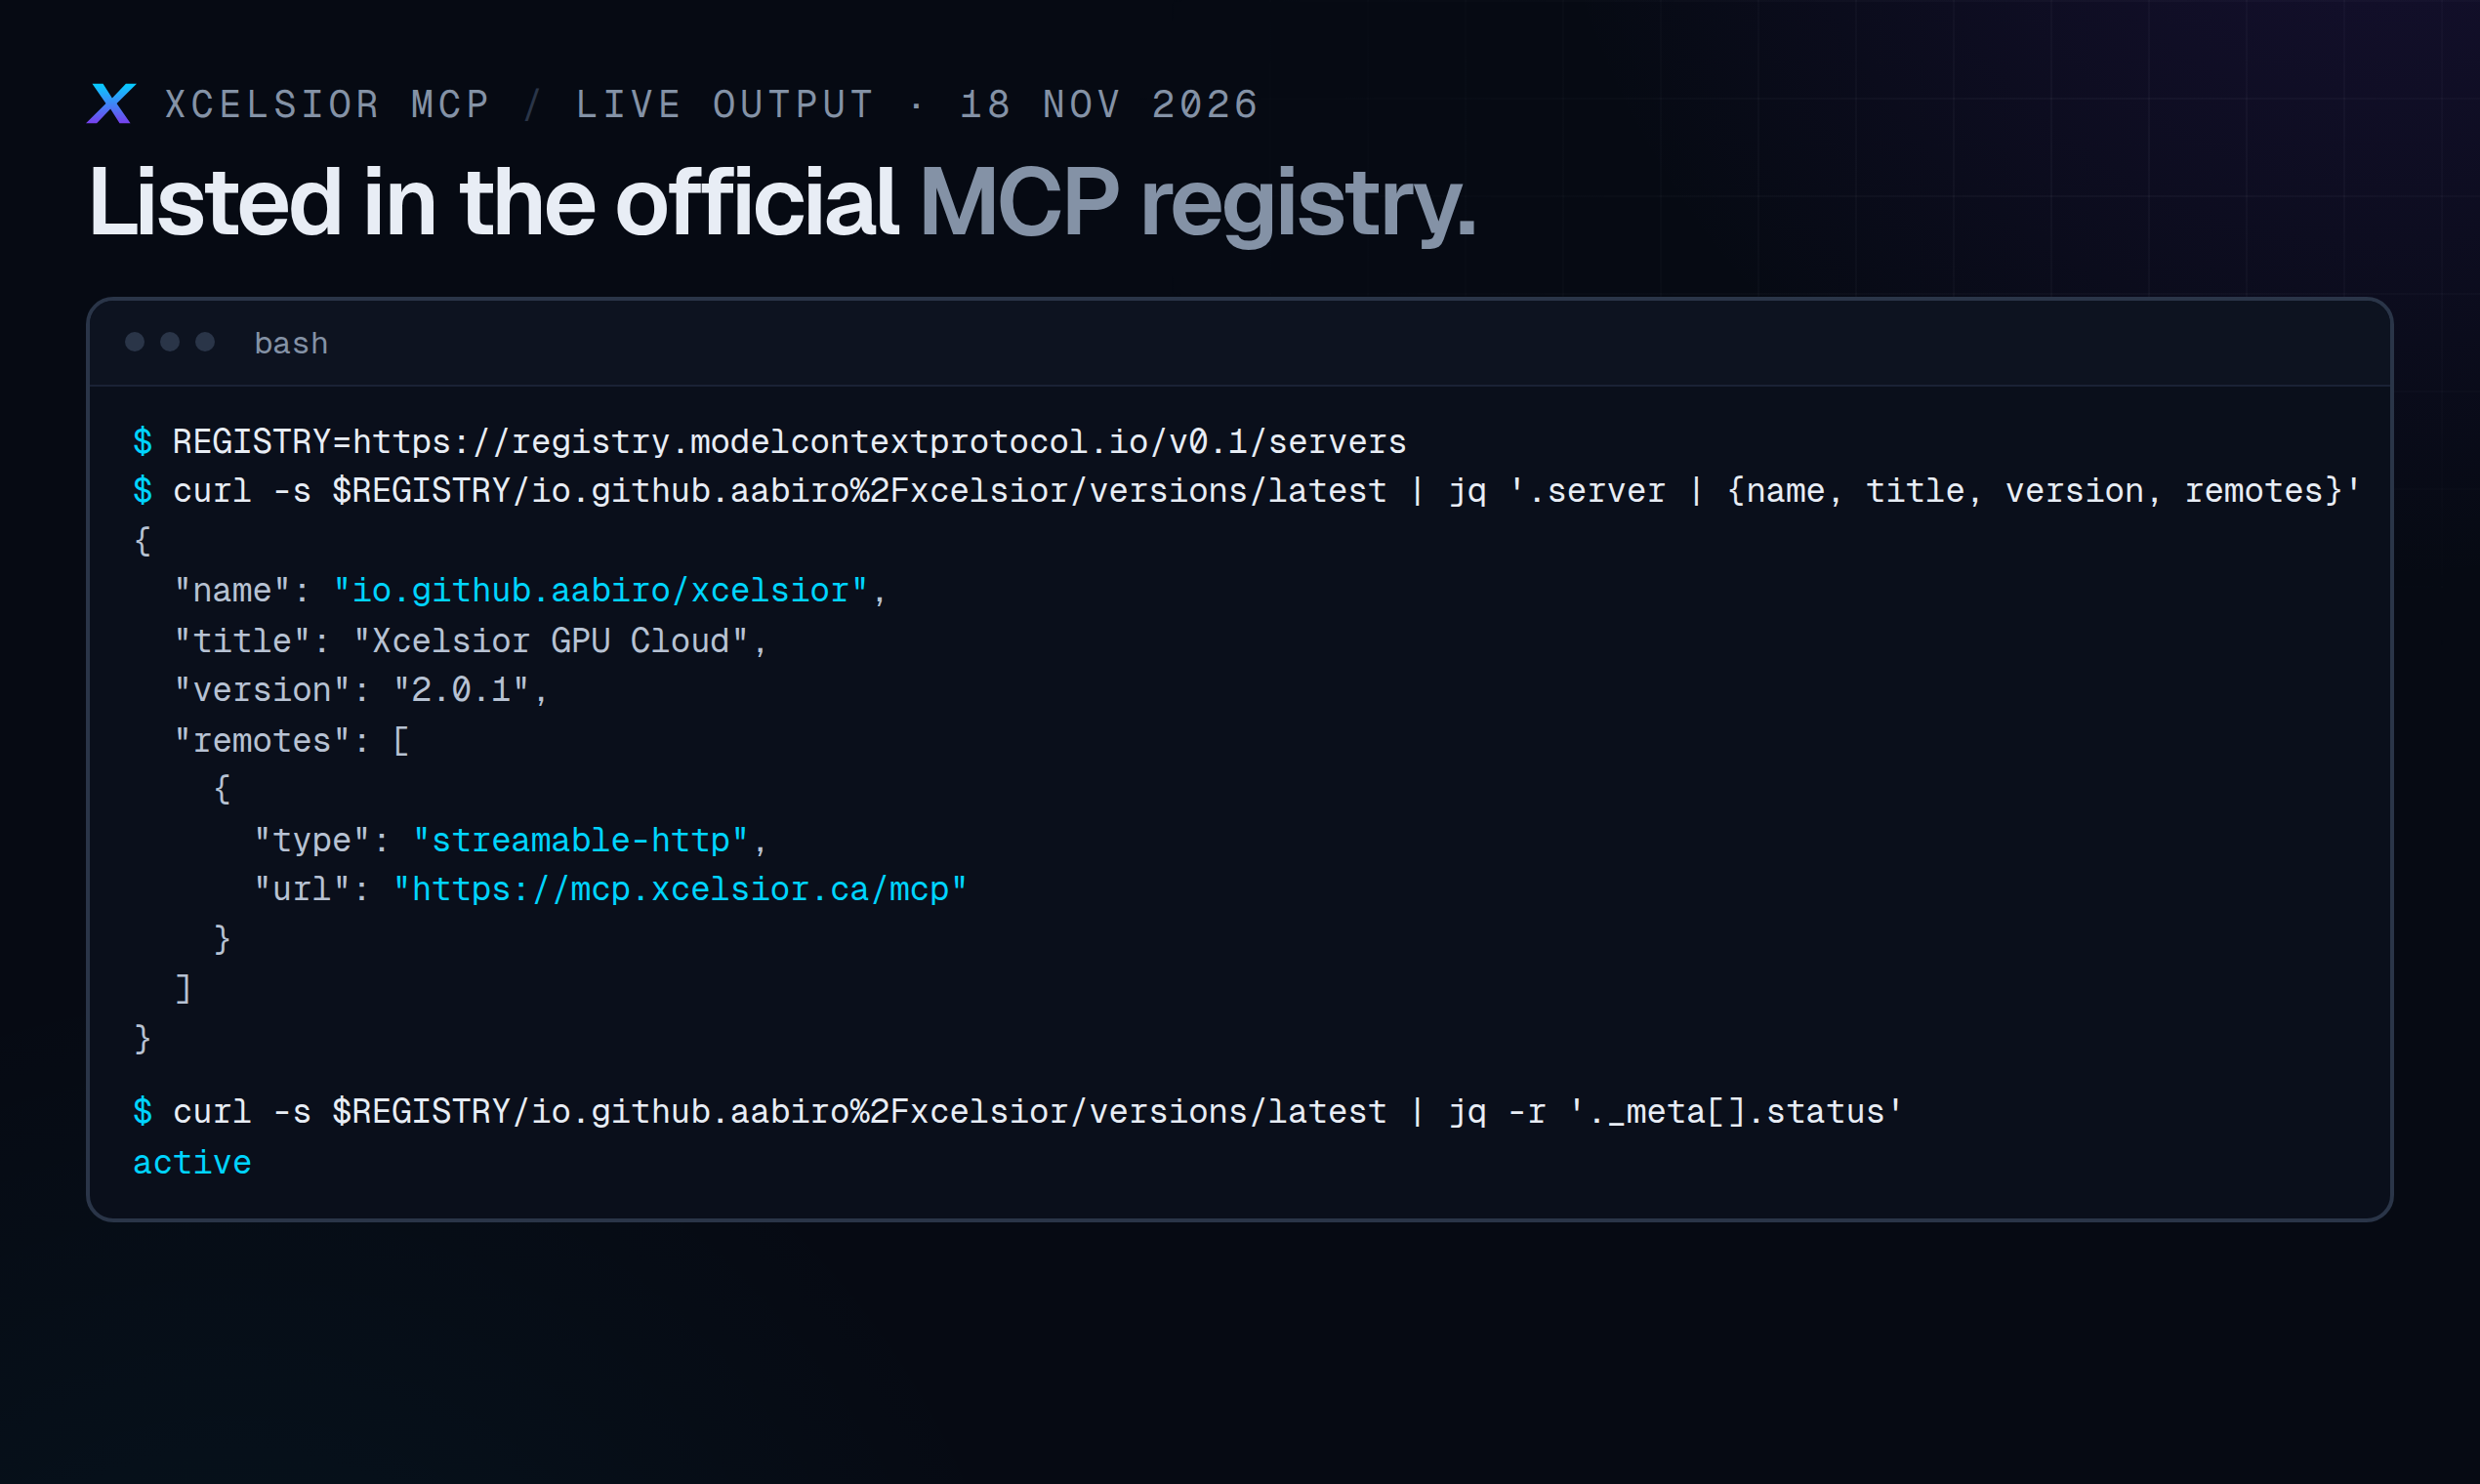 XCELSIOR MCP / LIVE OUTPUT · 18 NOV 2026
Listed in the official MCP registry.
bash
$ REGISTRY=https://registry.modelcontextprotocol.io/v0.1/servers
$ curl -s $REGISTRY/io.github.aabiro%2Fxcelsior/versions/latest | jq '.server | {name, title, version, remotes}'
{
  "name": "io.github.aabiro/xcelsior",
  "title": "Xcelsior GPU Cloud",
  "version": "2.0.1",
  "remotes": [
    {
      "type": "streamable-http",
      "url": "https://mcp.xcelsior.ca/mcp"
    }
  ]
}
$ curl -s $REGISTRY/io.github.aabiro%2Fxcelsior/versions/latest | jq -r '._meta[].status'
active